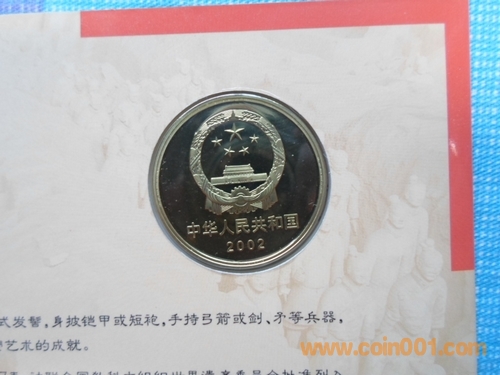 中华人民共和国
2002
式发髻,身披铠甲或短袍,手持弓箭或剑、矛等兵器,
艺术的成就。
www.coin001.com